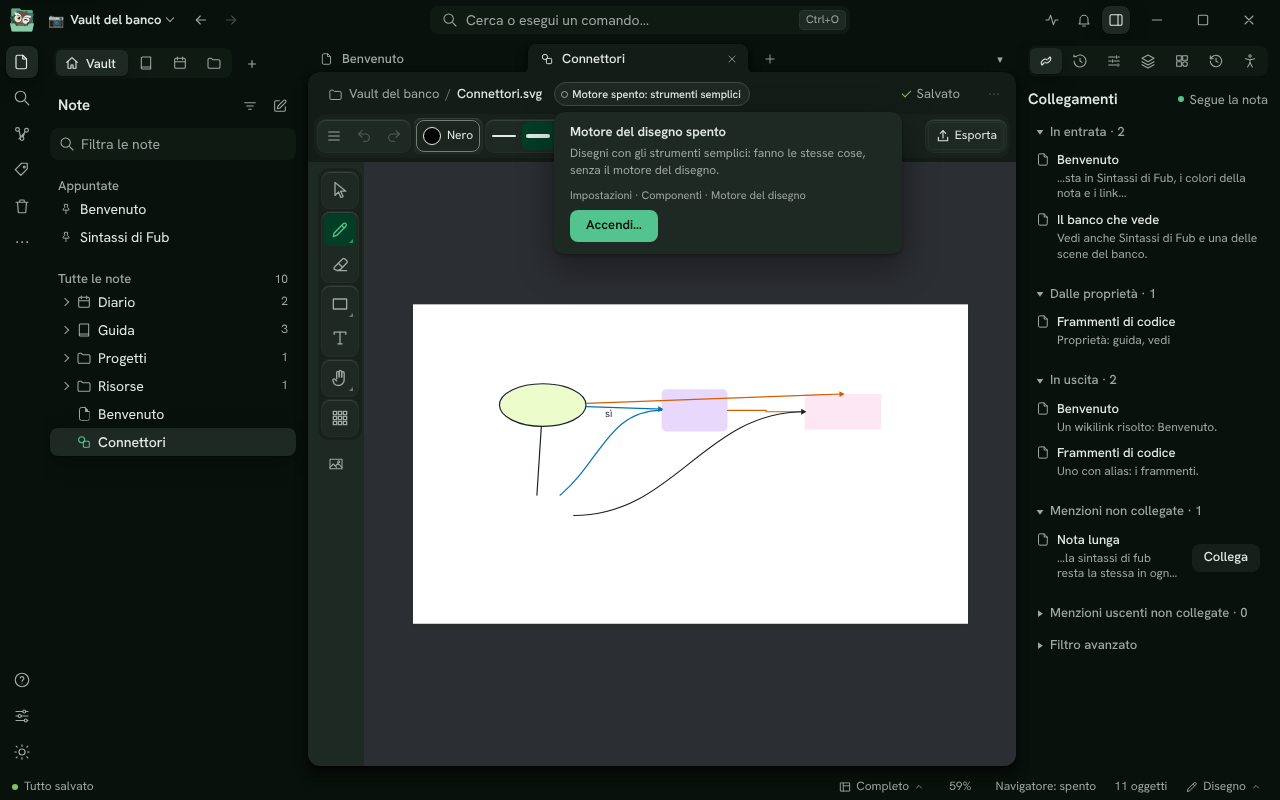 Vault del banco
Cerca o esegui un comando…
Ctrl+O
Vault
Note
Filtra le note
Appuntate
Benvenuto
Sintassi di Fub
Tutte le note 10
Diario 2
Guida 3
Progetti 1
Risorse 1
Benvenuto
Connettori
Tutto salvato
Benvenuto
Connettori
Vault del banco / Connettori.svg
Motore spento: strumenti semplici
Salvato
Nero
Esporta
Motore del disegno spento
Disegni con gli strumenti semplici: fanno le stesse cose,
senza il motore del disegno.
Impostazioni · Componenti · Motore del disegno
Accendi…
sì
Collegamenti
Segue la nota
In entrata · 2
Benvenuto
…sta in Sintassi di Fub, i colori della
nota e i link…
Il banco che vede
Vedi anche Sintassi di Fub e una delle
scene del banco.
Dalle proprietà · 1
Frammenti di codice
Proprietà: guida, vedi
In uscita · 2
Benvenuto
Un wikilink risolto: Benvenuto.
Frammenti di codice
Uno con alias: i frammenti.
Menzioni non collegate · 1
Nota lunga
…la sintassi di fub
resta la stessa in ogn…
Collega
Menzioni uscenti non collegate · 0
Filtro avanzato
Completo
59%
Navigatore: spento
11 oggetti
Disegno